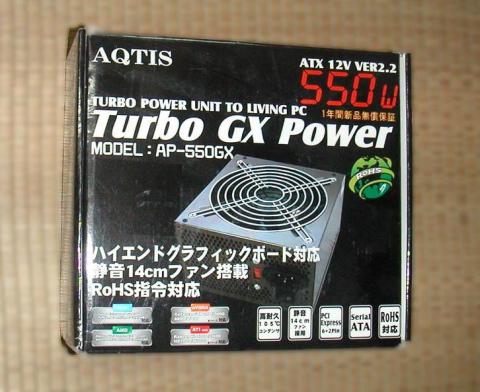 AQTIS
ATX 12V VER2.2
550W
1年間新品無償保証
TURBO POWER UNIT TO LIVING PC
Turbo GX Power
MODEL : AP-550GX
RoHS
ハイエンドグラフィックボード対応
静音14cmファン搭載
RoHS指令対応
AMD
ATI
高耐久
105℃
コンデンサ
静音
14cm
ファン
採用
PCI
Express
6+2Pin
Serial
ATA
RoHS
対応